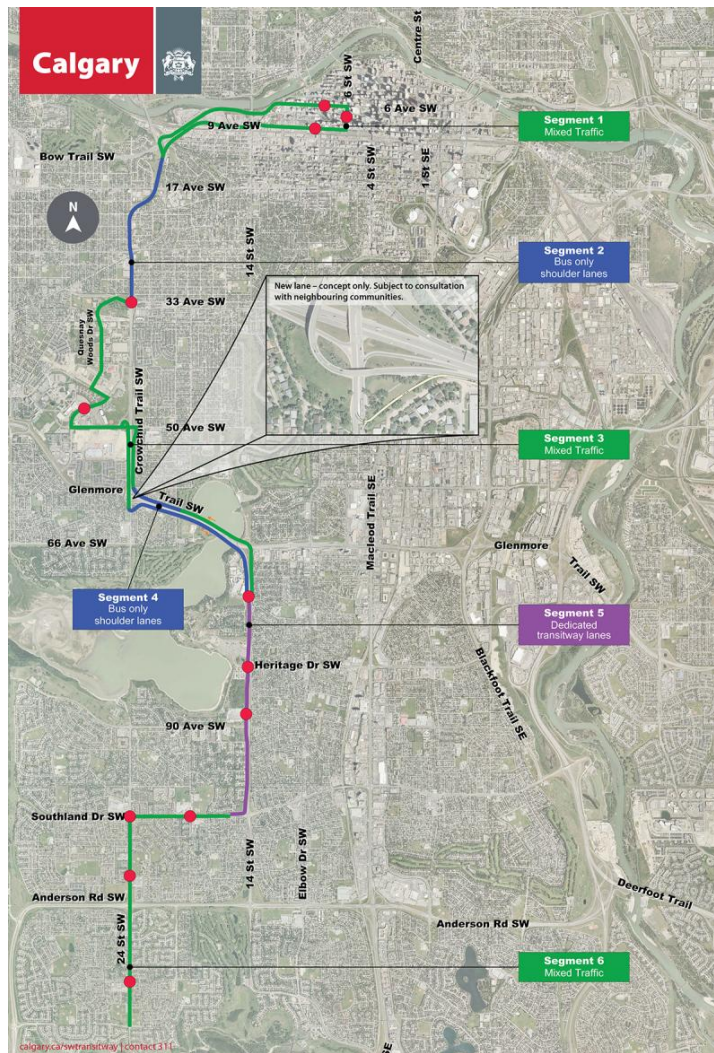 Calgary
Centre St
6 St SW
6 Ave SW
9 Ave SW
Segment 1
Mixed Traffic
Bow Trail SW
4 St SW
1 St SE
17 Ave SW
N
14 St SW
Segment 2
Bus only
shoulder lanes
New lane – concept only. Subject to consultation
with neighbouring communities.
33 Ave SW
Quesnay
Woods Dr SW
Crowchild Trail SW
50 Ave SW
Segment 3
Mixed Traffic
Glenmore
Trail SW
Macleod Trail SE
66 Ave SW
Glenmore
Trail SW
Segment 4
Bus only
shoulder lanes
Segment 5
Dedicated
transitway lanes
Heritage Dr SW
Blackfoot Trail SE
90 Ave SW
Southland Dr SW
14 St SW
Elbow Dr SW
Deerfoot Trail
Anderson Rd SW
Anderson Rd SW
24 St SW
Segment 6
Mixed Traffic
calgary.ca/swtransitway | contact 311
SE